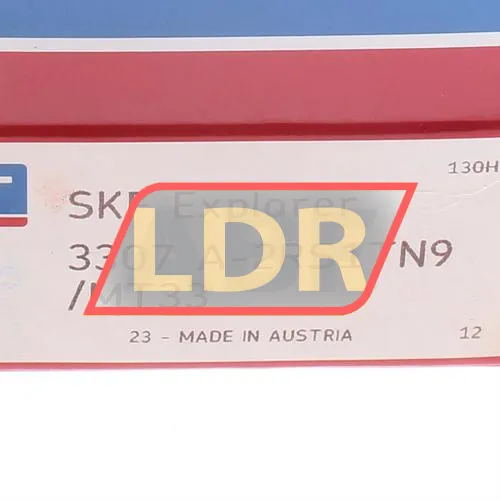 130H
SKF Explorer
3307 A-2RS1TN9
/MT33
LDR
23 - MADE IN AUSTRIA
12